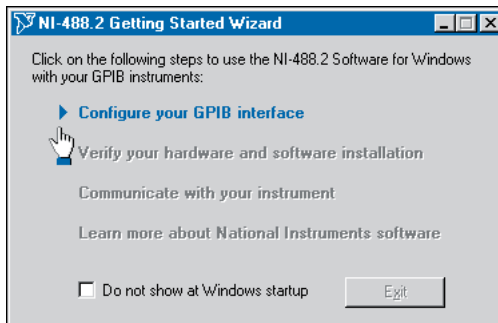 NI-488.2 Getting Started Wizard
Click on the following steps to use the NI-488.2 Software for Windows
with your GPIB instruments:
Configure your GPIB interface
Verify your hardware and software installation
Communicate with your instrument
Learn more about National Instruments software
Do not show at Windows startup
Exit